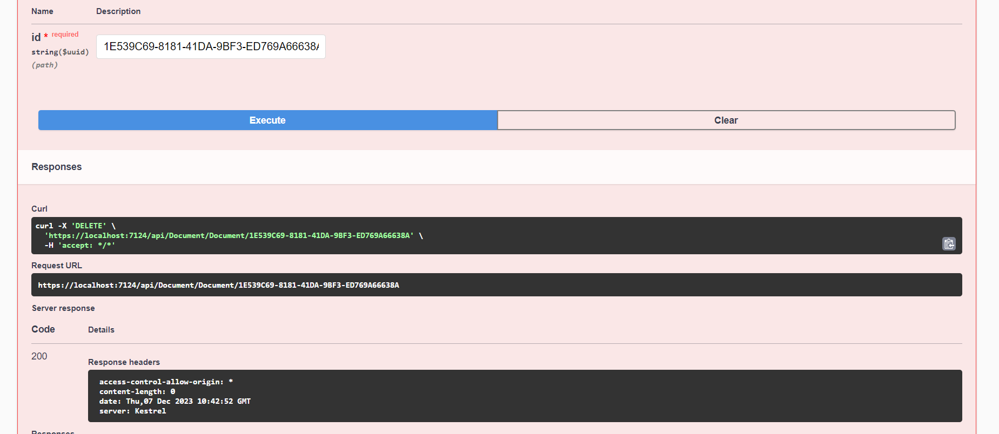 Name Description
id * required
string($uuid)
(path)
1E539C69-8181-41DA-9BF3-ED769A66638A
Execute Clear
Responses
Curl
curl -X 'DELETE' \
'https://localhost:7124/api/Document/Document/1E539C69-8181-41DA-9BF3-ED769A66638A' \
-H 'accept: */*'
Request URL
https://localhost:7124/api/Document/Document/1E539C69-8181-41DA-9BF3-ED769A66638A
Server response
Code Details
200
Response headers
access-control-allow-origin: *
content-length: 0
date: Thu,07 Dec 2023 10:42:52 GMT
server: Kestrel
Responses